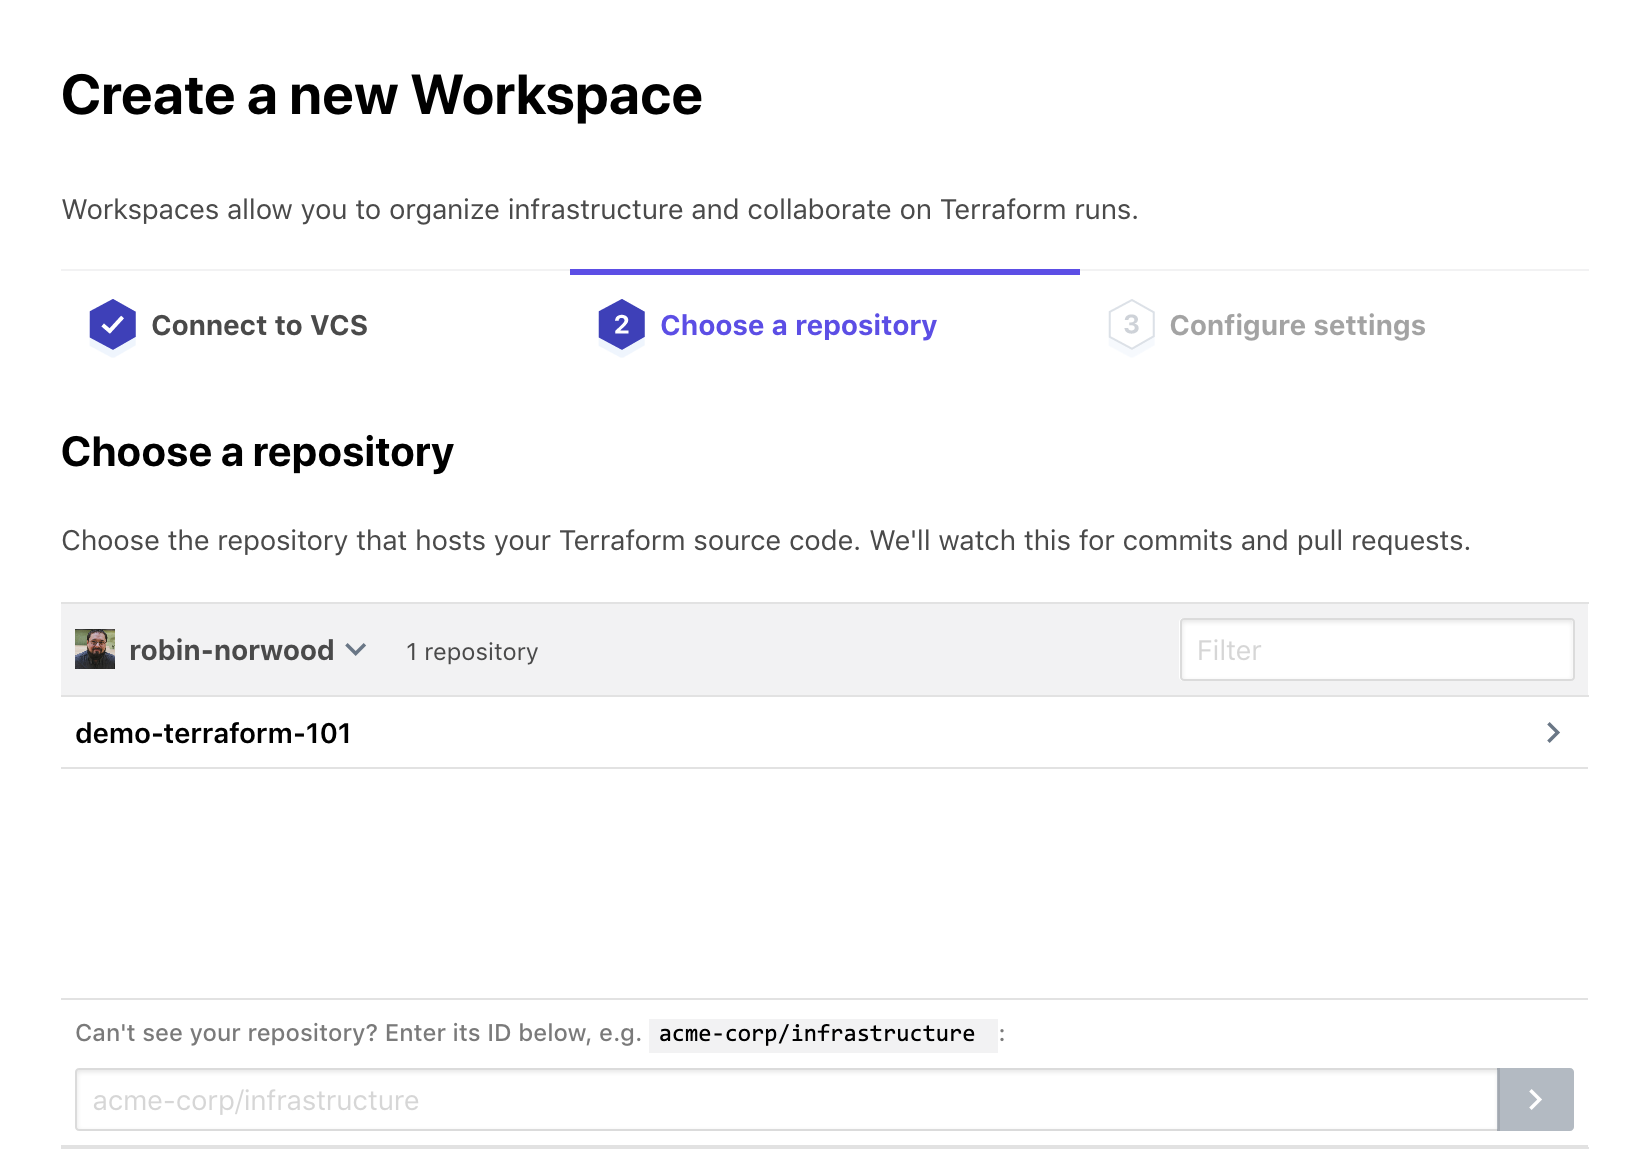 Create a new Workspace
Workspaces allow you to organize infrastructure and collaborate on Terraform runs.
Connect to VCS
2 Choose a repository
3 Configure settings
Choose a repository
Choose the repository that hosts your Terraform source code. We'll watch this for commits and pull requests.
robin-norwood 1 repository Filter
demo-terraform-101
Can't see your repository? Enter its ID below, e.g. acme-corp/infrastructure :
acme-corp/infrastructure